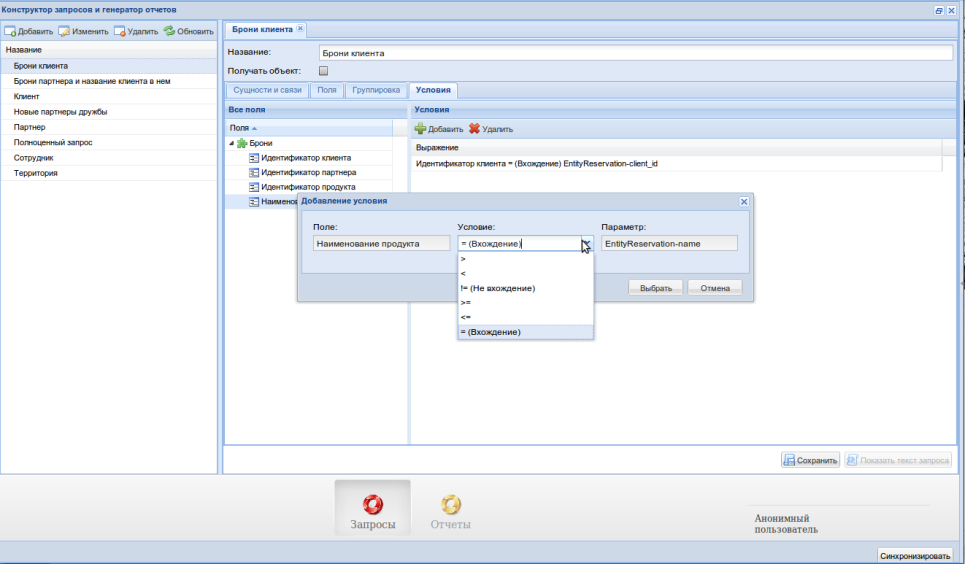 Конструктор запросов и генератор отчетов
Добавить Изменить Удалить Обновить
Название
Брони клиента
Брони партнера и название клиента в нем
Клиент
Новые партнеры дружбы
Партнер
Полноценный запрос
Сотрудник
Территория
Брони клиента
Название: Брони клиента
Получать объект:
Сущности и связи Поля Группировка Условия
Все поля
Поля
Брони
Идентификатор клиента
Идентификатор партнера
Идентификатор продукта
Наименов
Условия
Добавить Удалить
Выражение
Идентификатор клиента = (Вхождение) EntityReservation-client_id
Добавление условия
Поле: Условие: Параметр:
Наименование продукта = (Вхождение) EntityReservation-name
>
<
!= (Не вхождение)
>=
<=
= (Вхождение)
Выбрать Отмена
Сохранить Показать текст запроса
Запросы Отчеты
Анонимный
пользователь
Синхронизировать